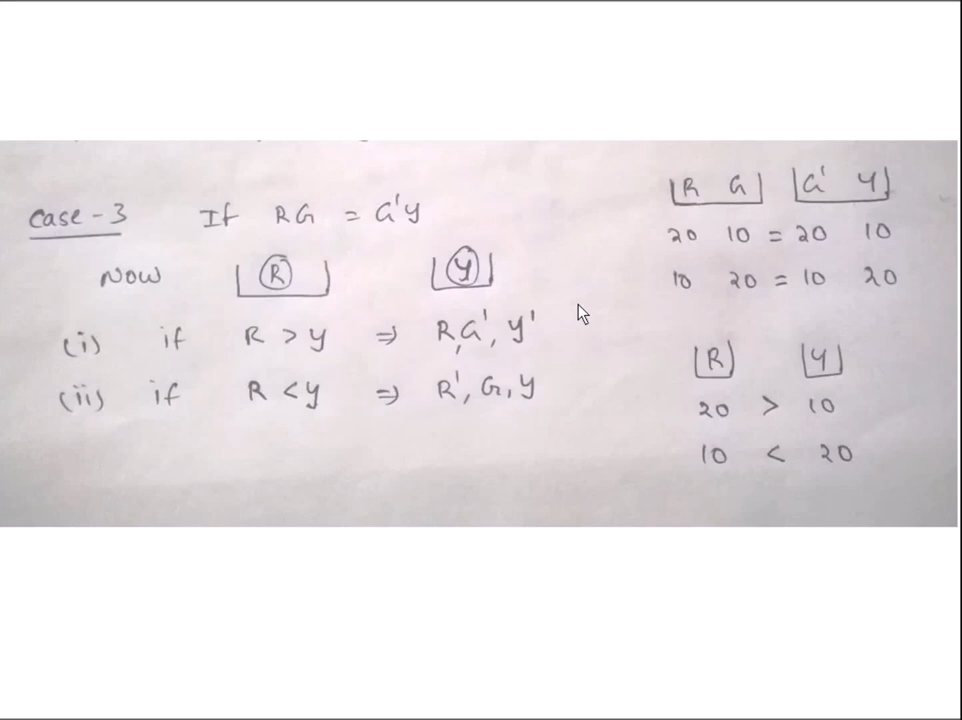 Case - 3 If RG = G'Y
Now R Y
(i) if R > y ⇒ R, G', Y'
(ii) if R < y ⇒ R', G, Y
R G G' Y
20 10 = 20 10
10 20 = 10 20
R Y
20 > 10
10 < 20